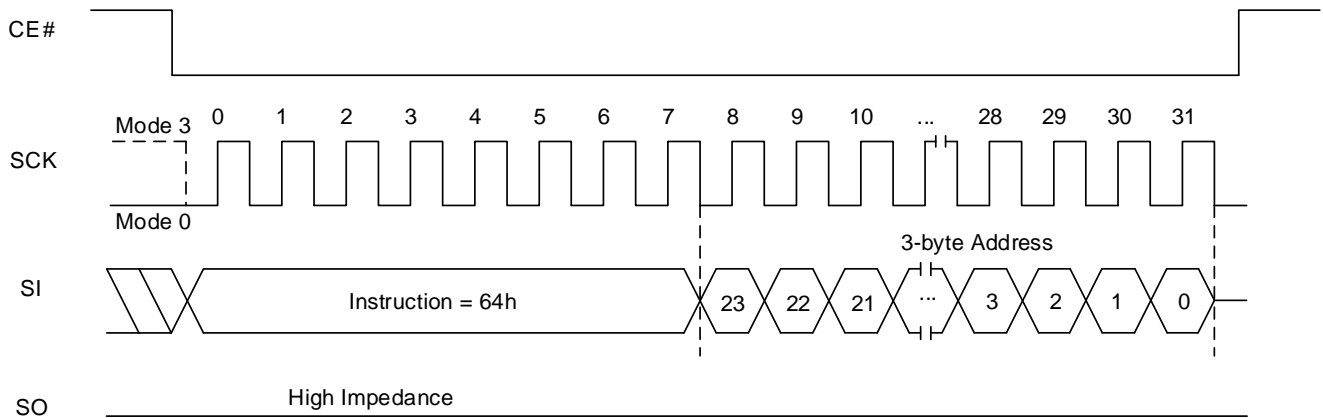 CE#
Mode 3 0 1 2 3 4 5 6 7 8 9 10 ... 28 29 30 31
SCK
Mode 0
3-byte Address
SI Instruction = 64h 23 22 21 ... 3 2 1 0
High Impedance
SO